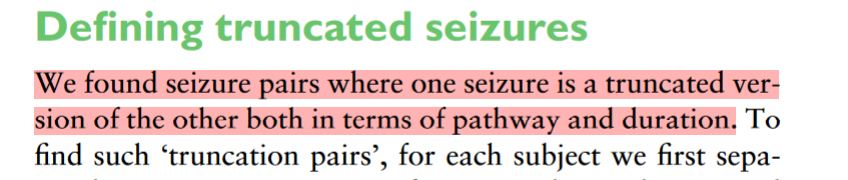 Defining truncated seizures
We found seizure pairs where one seizure is a truncated ver-
sion of the other both in terms of pathway and duration. To
find such ‘truncation pairs’, for each subject we first sepa-